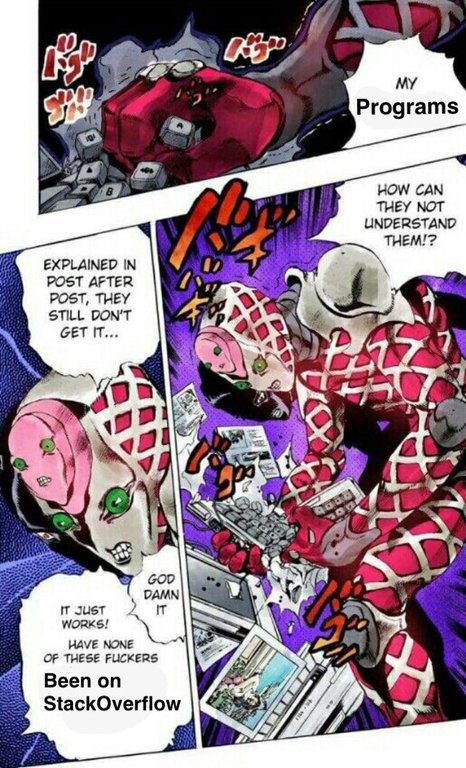 MY
Programs
HOW CAN
THEY NOT
UNDERSTAND
THEM!?
EXPLAINED IN
POST AFTER
POST, THEY
STILL DON'T
GET IT...
GOD
DAMN
IT
IT JUST
WORKS!
HAVE NONE
OF THESE FUCKERS
Been on
StackOverflow